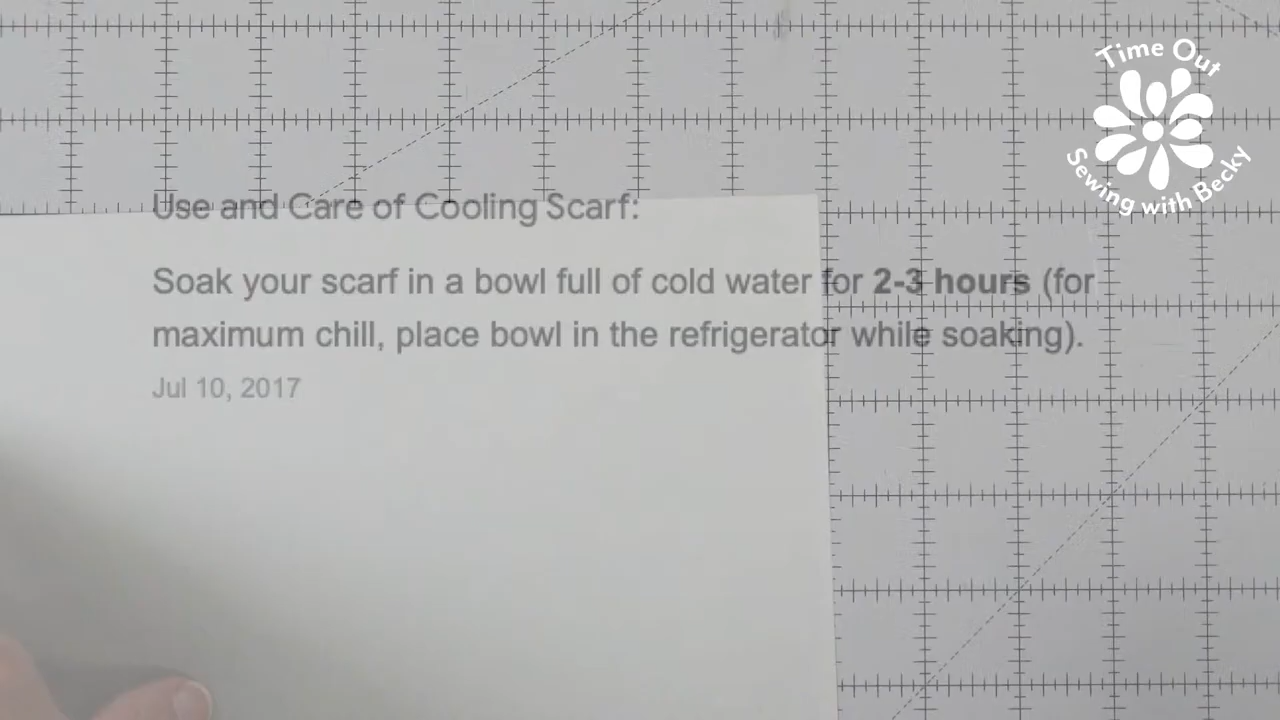 Time Out
Sewing with Becky
Use and Care of Cooling Scarf:
Soak your scarf in a bowl full of cold water for 2-3 hours (for
maximum chill, place bowl in the refrigerator while soaking).
Jul 10, 2017